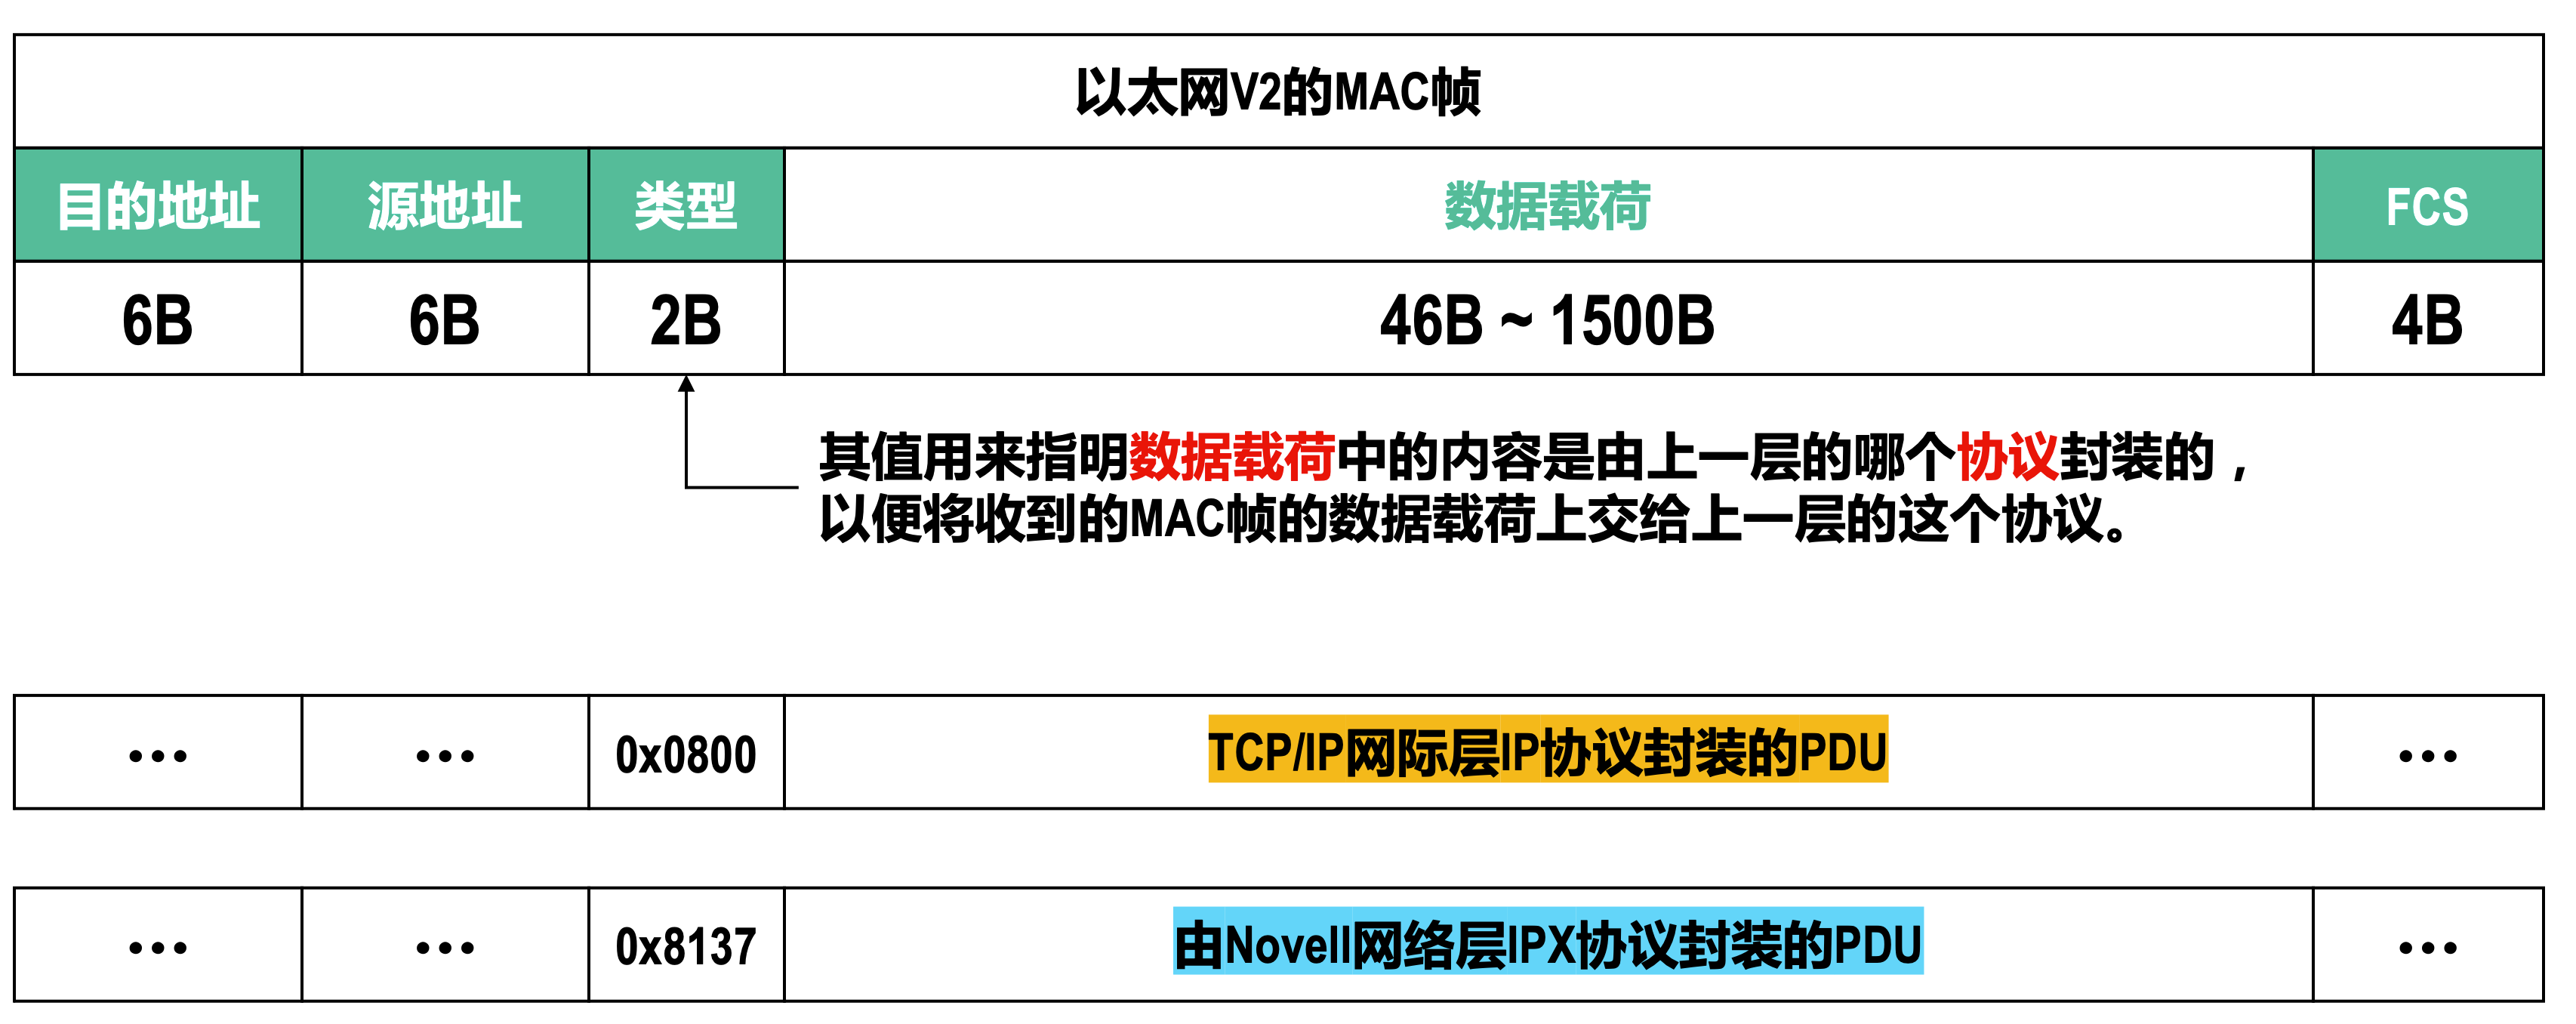 以太网V2的MAC帧
目的地址 源地址 类型 数据载荷 FCS
6B 6B 2B 46B ~ 1500B 4B
其值用来指明数据载荷中的内容是由上一层的哪个协议封装的，
以便将收到的MAC帧的数据载荷上交给上一层的这个协议。
••• ••• 0x0800 TCP/IP网际层IP协议封装的PDU •••
••• ••• 0x8137 由Novell网络层IPX协议封装的PDU •••